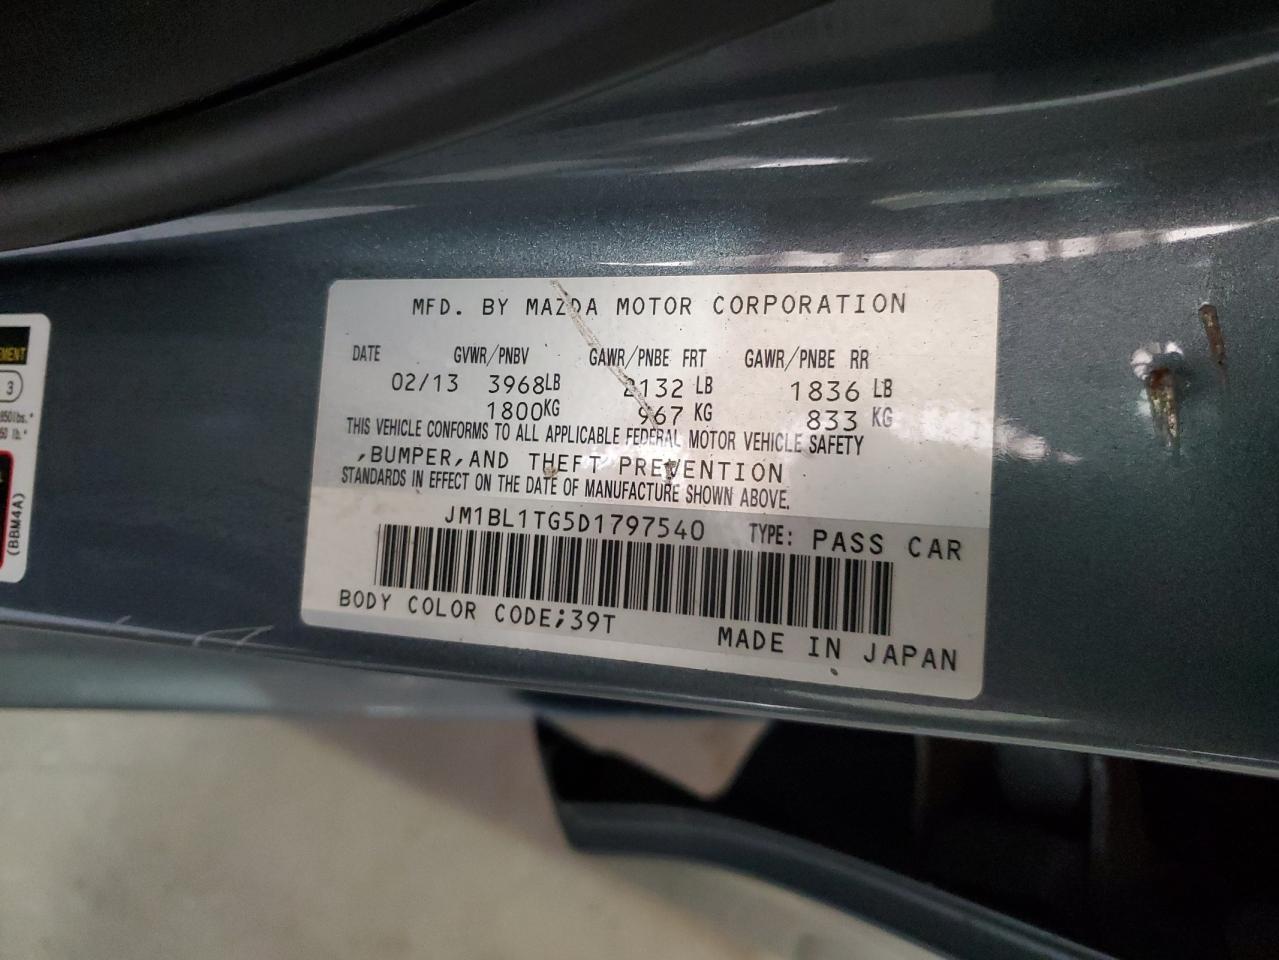 MFD. BY MAZDA MOTOR CORPORATION
DATE GVWR/PNBV GAWR/PNBE FRT GAWR/PNBE RR
02/13 3968LB 2132 LB 1836 LB
1800KG 967 KG 833 KG
THIS VEHICLE CONFORMS TO ALL APPLICABLE FEDERAL MOTOR VEHICLE SAFETY
,BUMPER,AND THEFT PREVENTION
STANDARDS IN EFFECT ON THE DATE OF MANUFACTURE SHOWN ABOVE.
JM1BL1TG5D1797540 TYPE: PASS CAR
BODY COLOR CODE;39T
MADE IN JAPAN
3
850lbs.*
(BBM4A)